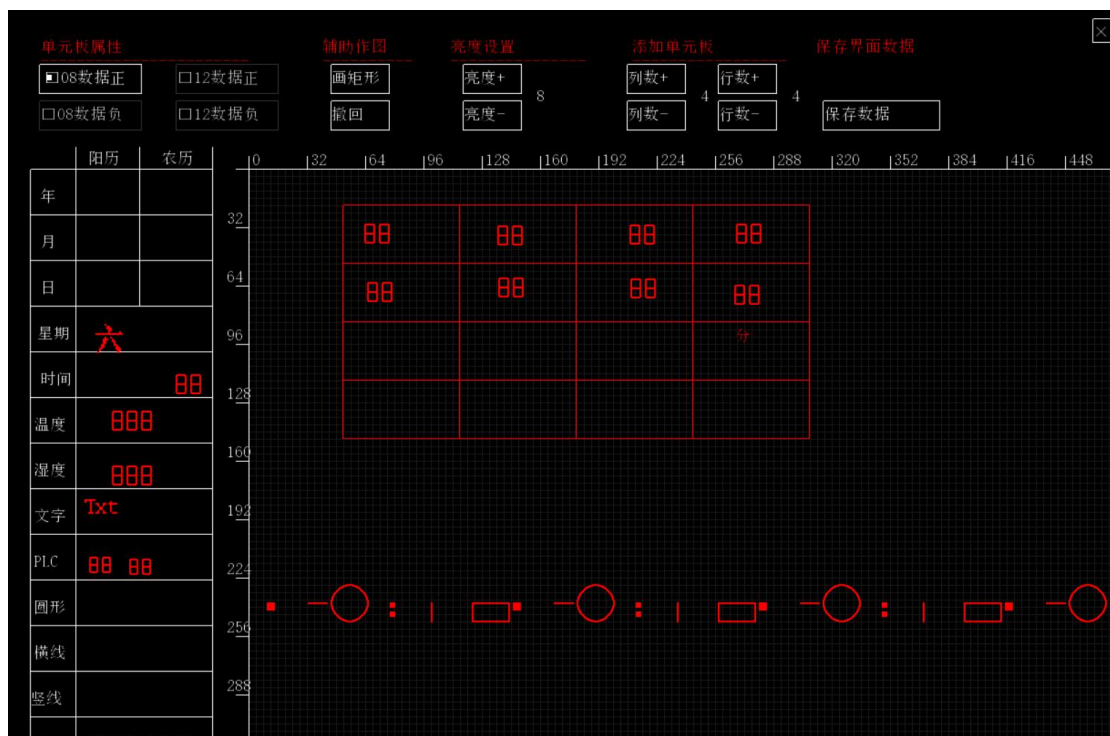 单元板属性 辅助作图 亮度设置 添加单元板 保存界面数据
08数据正 12数据正 画矩形 亮度+ 8 列数+ 4 行数+ 4
08数据负 12数据负 撤回 亮度- 列数- 行数- 保存数据
阳历 农历 0 32 64 96 128 160 192 224 256 288 320 352 384 416 448
年
32
月 88 88 88 88
64
日 88 88 88 88
星期 六 96 分
时间 88
128
温度 888
160
湿度 888
文字 Txt 192
PLC 88 88 224
圆形
256
横线
288
竖线